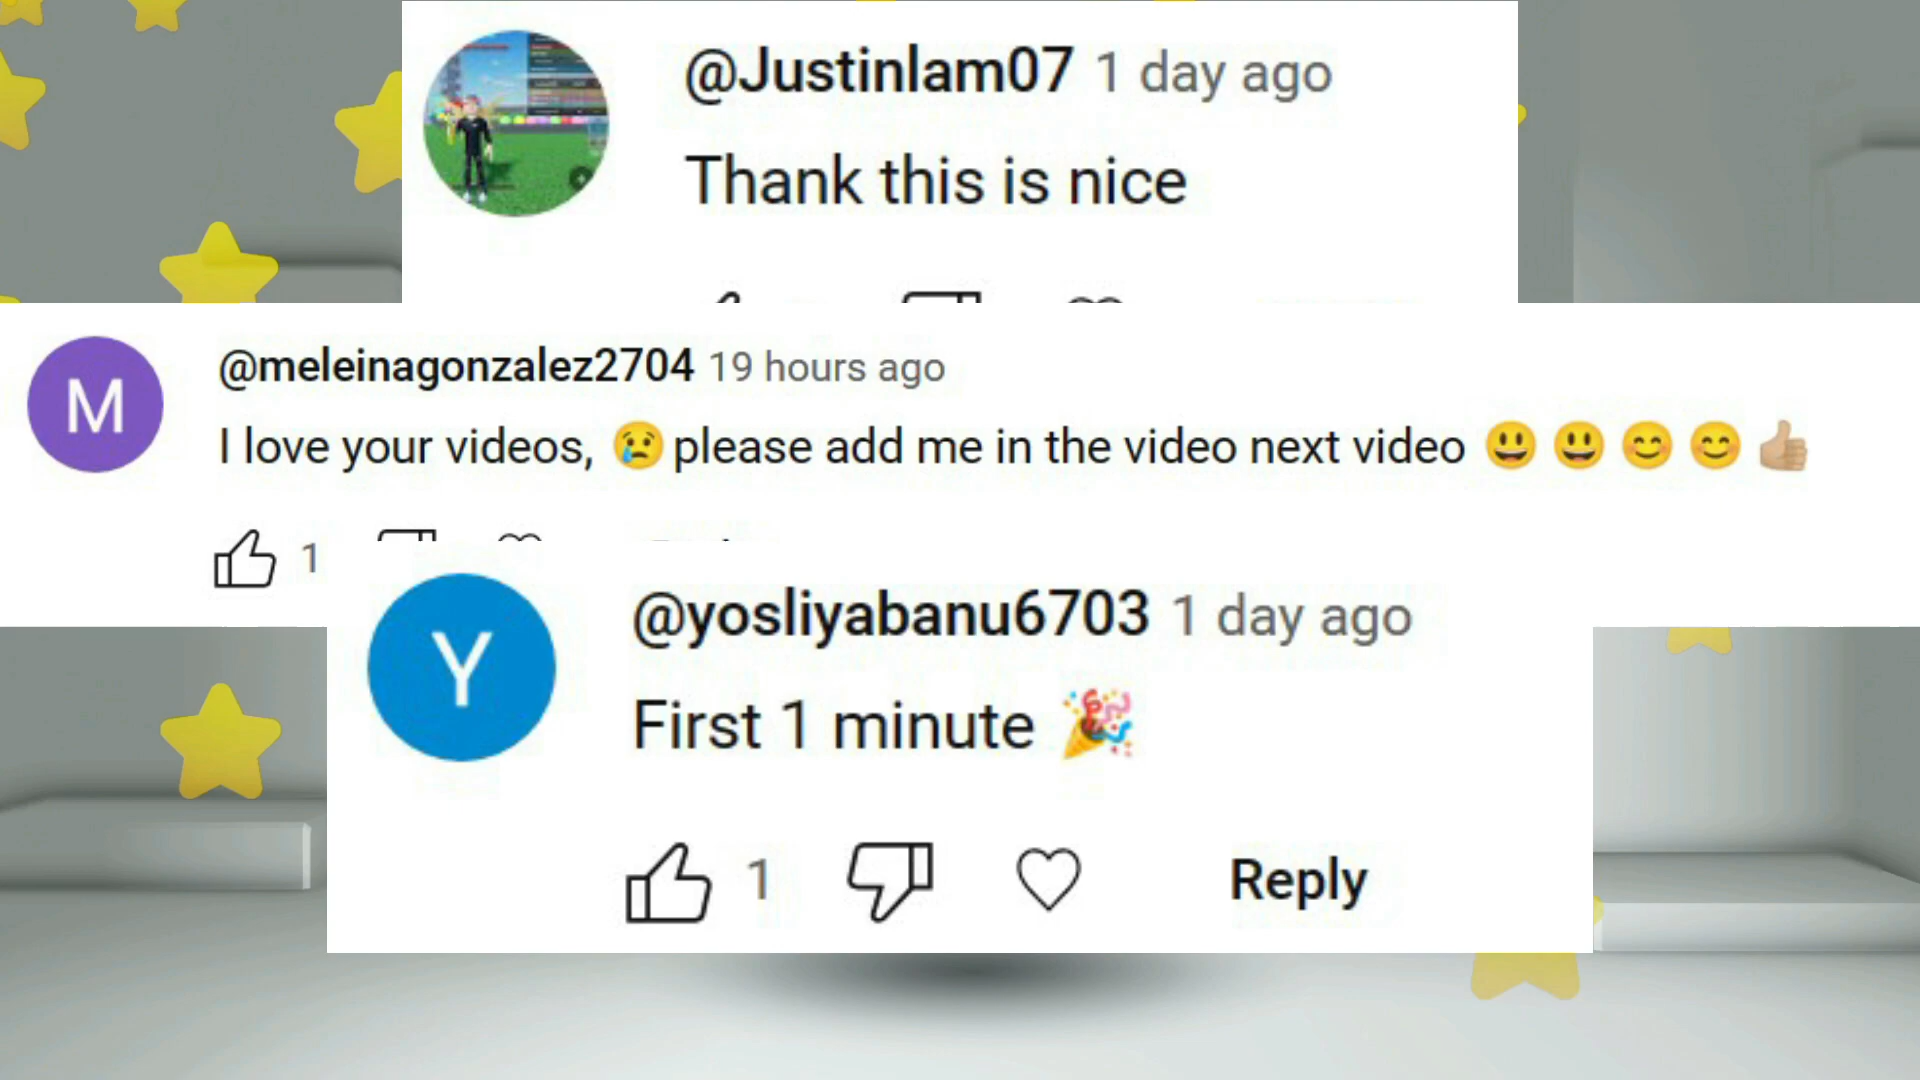 @Justinlam07 1 day ago
Thank this is nice
M
@meleinagonzalez2704 19 hours ago
I love your videos, 😢 please add me in the video next video 😃 😃 😊 😊 👍🏼
1
Y
@yosliyabanu6703 1 day ago
First 1 minute 🎉
1 Reply